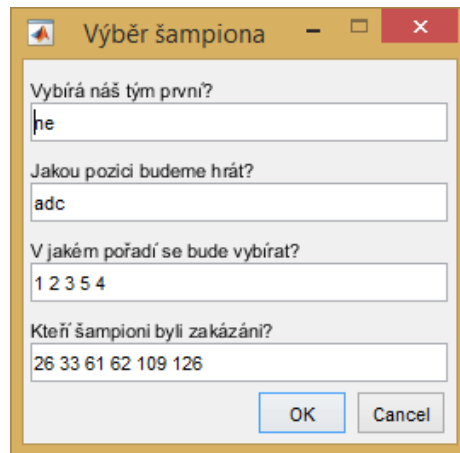 Výběr šampiona
Vybírá náš tým první?
ne
Jakou pozici budeme hrát?
adc
V jakém pořadí se bude vybírat?
1 2 3 5 4
Kteří šampioni byli zakázáni?
26 33 61 62 109 126
OK Cancel